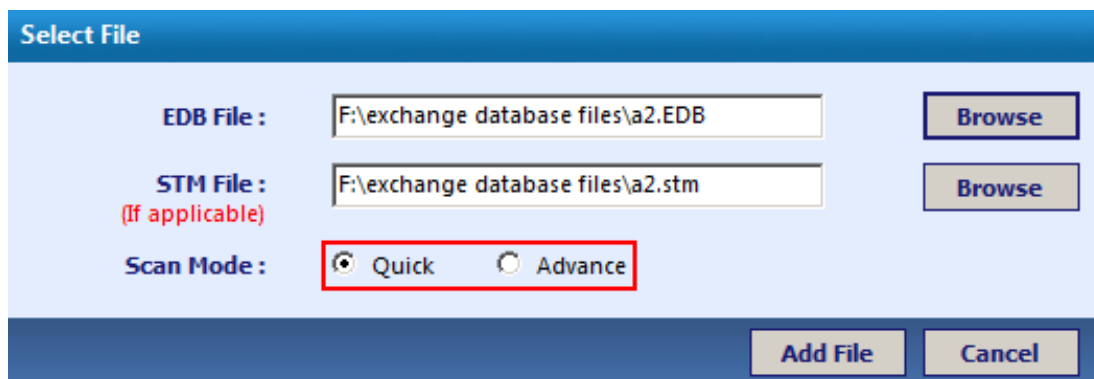 Select File
EDB File : F:\exchange database files\a2.EDB Browse
STM File : F:\exchange database files\a2.stm Browse
(If applicable)
Scan Mode : Quick Advance
Add File Cancel